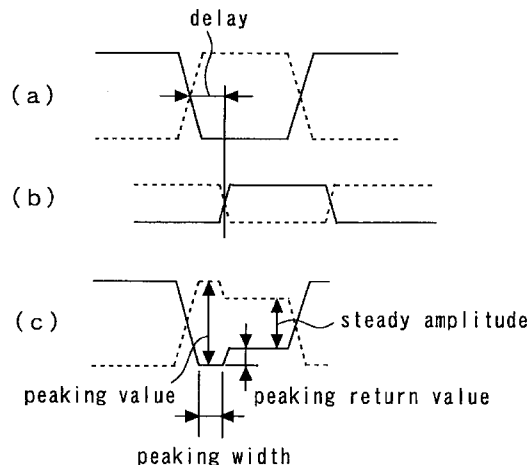 delay
(a)
(b)
(c)
steady amplitude
peaking value
peaking return value
peaking width